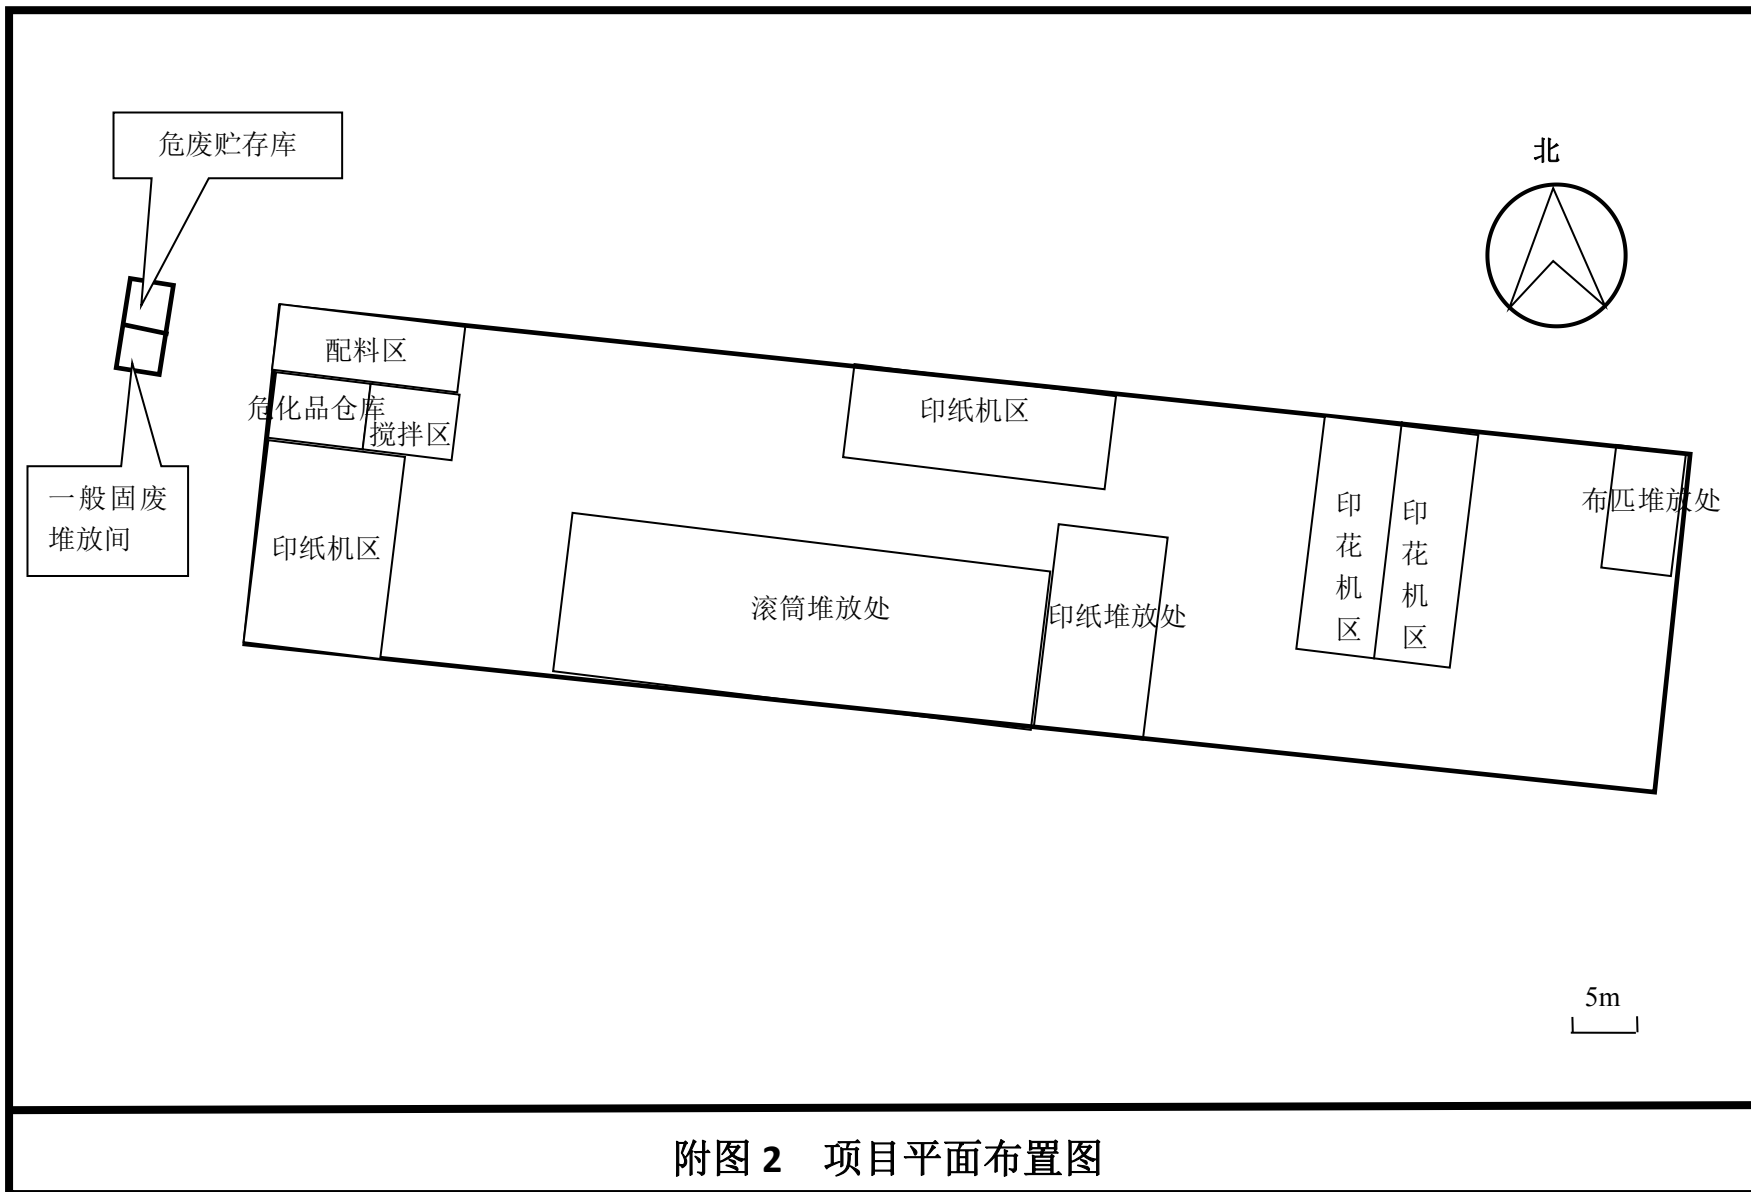 危废贮存库
北
配料区
危化品仓库
搅拌区
印纸机区
一般固废
堆放间
印纸机区
滚筒堆放处
印纸堆放处
印花机区
印花机区
布匹堆放处
5m
附图2 项目平面布置图